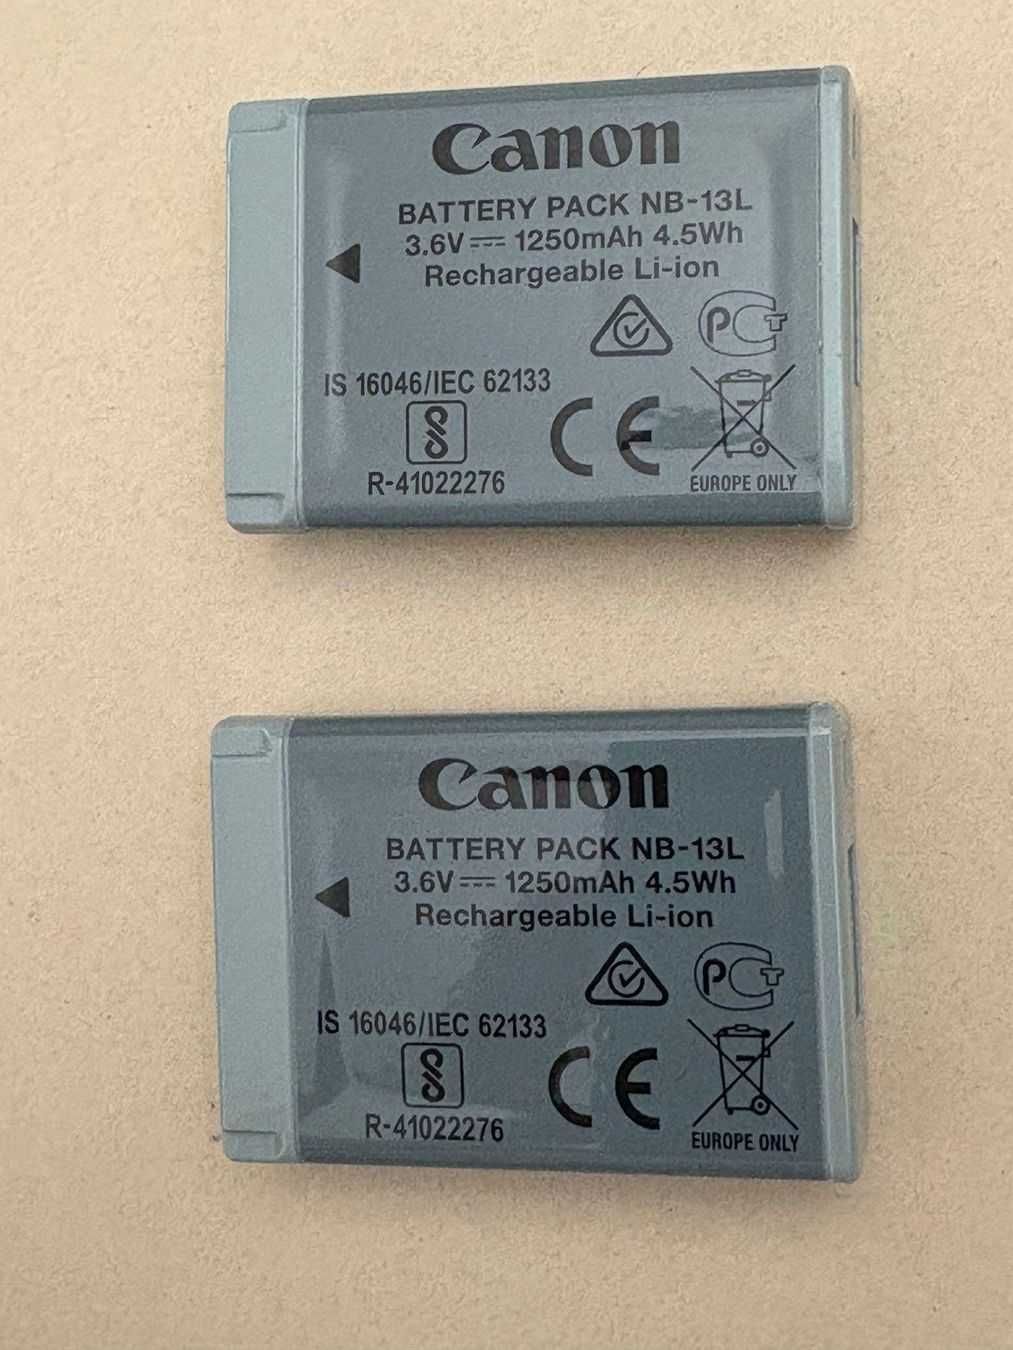 Canon
BATTERY PACK NB-13L
3.6V⎓1250mAh 4.5Wh
Rechargeable Li-ion
PCT
IS 16046/IEC 62133
CE
R-41022276
EUROPE ONLY
Canon
BATTERY PACK NB-13L
3.6V⎓1250mAh 4.5Wh
Rechargeable Li-ion
PCT
IS 16046/IEC 62133
CE
R-41022276
EUROPE ONLY